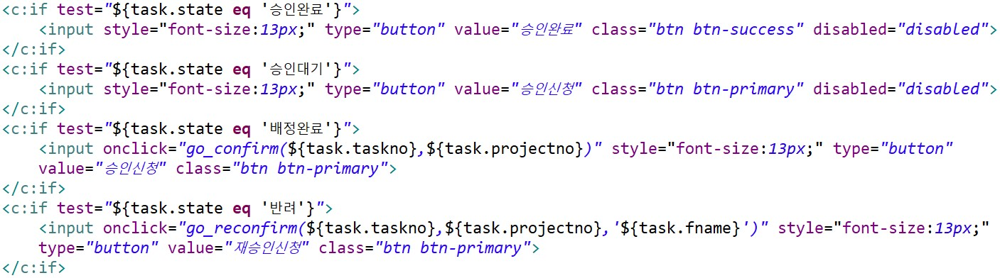 <c:if test="${task.state eq '승인완료'}">
    <input style="font-size:13px;" type="button" value="승인완료" class="btn btn-success" disabled="disabled">
</c:if>
<c:if test="${task.state eq '승인대기'}">
    <input style="font-size:13px;" type="button" value="승인신청" class="btn btn-primary" disabled="disabled">
</c:if>
<c:if test="${task.state eq '배정완료'}">
    <input onclick="go_confirm(${task.taskno},${task.projectno})" style="font-size:13px;" type="button"
    value="승인신청" class="btn btn-primary">
</c:if>
<c:if test="${task.state eq '반려'}">
    <input onclick="go_reconfirm(${task.taskno},${task.projectno},'${task.fname}')" style="font-size:13px;"
    type="button" value="재승인신청" class="btn btn-primary">
</c:if>